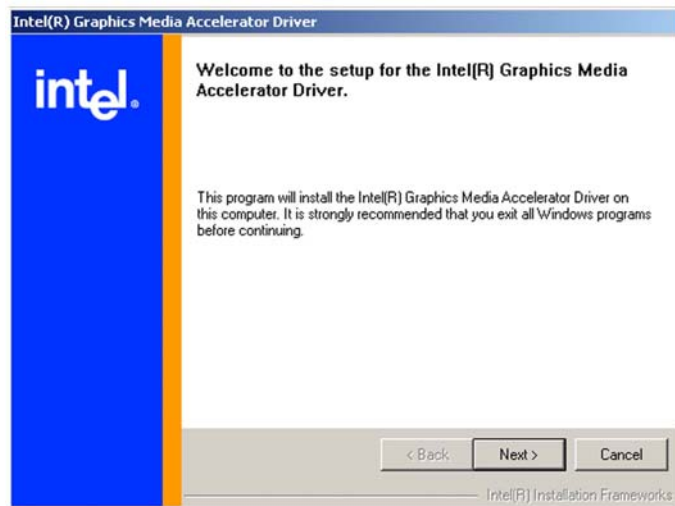 Intel(R) Graphics Media Accelerator Driver
intel.
Welcome to the setup for the Intel(R) Graphics Media
Accelerator Driver.
This program will install the Intel(R) Graphics Media Accelerator Driver on
this computer. It is strongly recommended that you exit all Windows programs
before continuing.
< Back
Next >
Cancel
Intel(R) Installation Frameworks